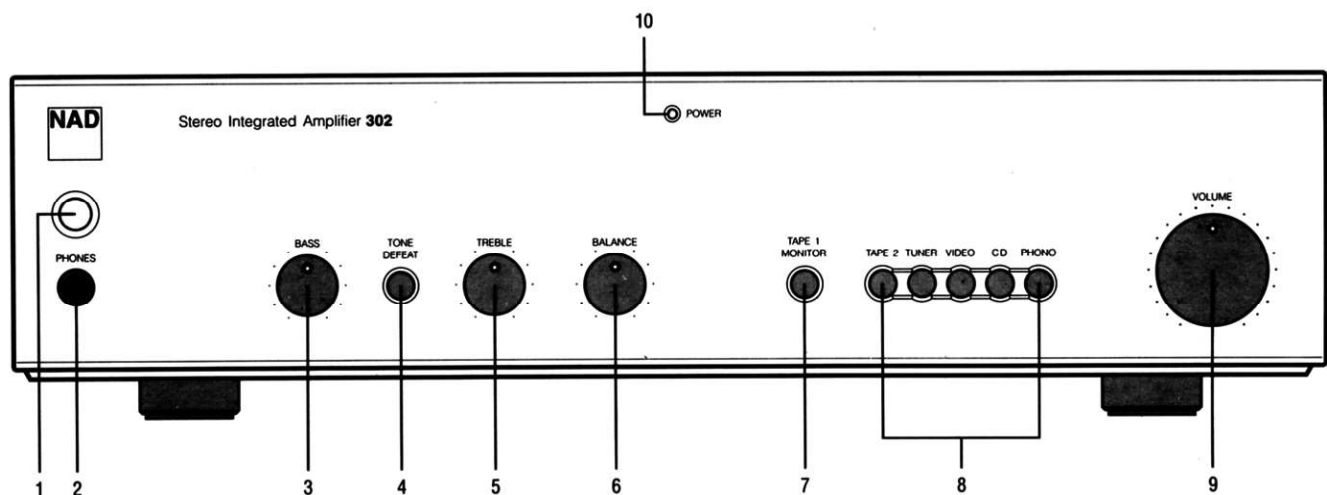 10
NAD
Stereo Integrated Amplifier 302
POWER
VOLUME
PHONES
BASS
TONE
DEFEAT
TREBLE
BALANCE
TAPE 1
MONITOR
TAPE 2 TUNER VIDEO CD PHONO
1 2 3 4 5 6 7 8 9